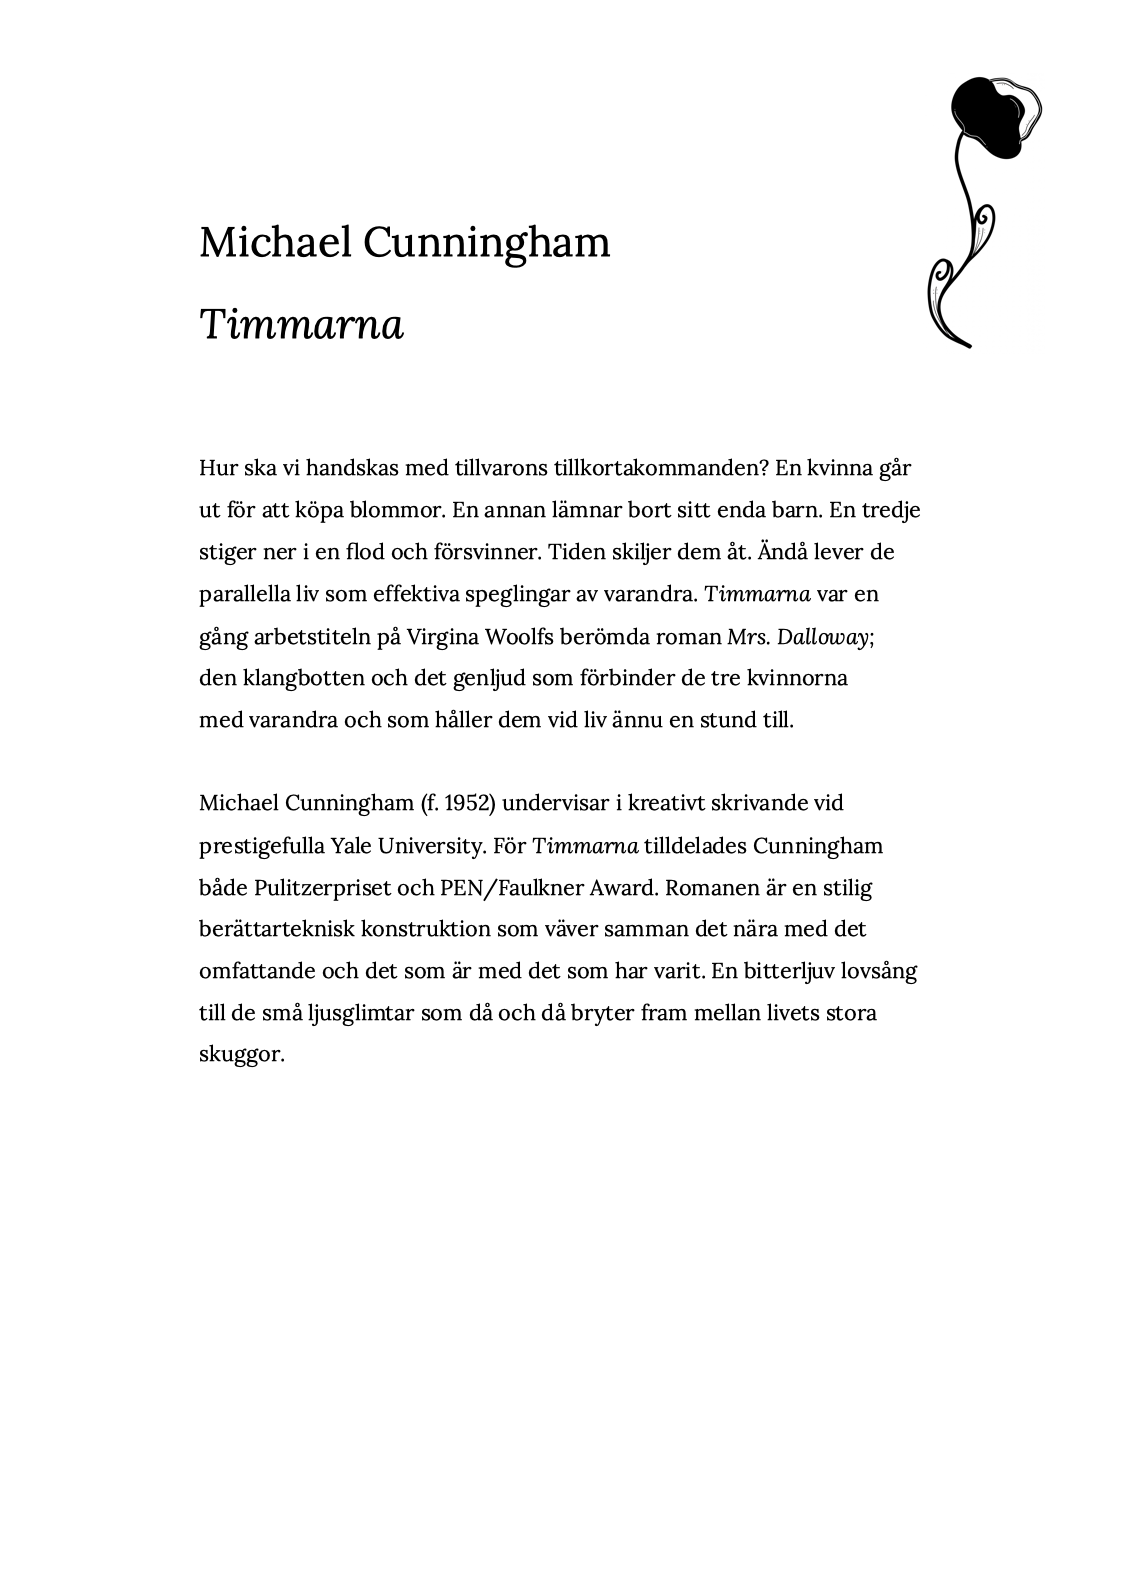 Michael Cunningham
Timmarna
Hur ska vi handskas med tillvarons tillkortakommanden? En kvinna går
ut för att köpa blommor. En annan lämnar bort sitt enda barn. En tredje
stiger ner i en flod och försvinner. Tiden skiljer dem åt. Ändå lever de
parallella liv som effektiva speglingar av varandra. Timmarna var en
gång arbetstiteln på Virgina Woolfs berömda roman Mrs. Dalloway;
den klangbotten och det genljud som förbinder de tre kvinnorna
med varandra och som håller dem vid liv ännu en stund till.
Michael Cunningham (f. 1952) undervisar i kreativt skrivande vid
prestigefulla Yale University. För Timmarna tilldelades Cunningham
både Pulitzerpriset och PEN/Faulkner Award. Romanen är en stilig
berättarteknisk konstruktion som väver samman det nära med det
omfattande och det som är med det som har varit. En bitterljuv lovsång
till de små ljusglimtar som då och då bryter fram mellan livets stora
skuggor.